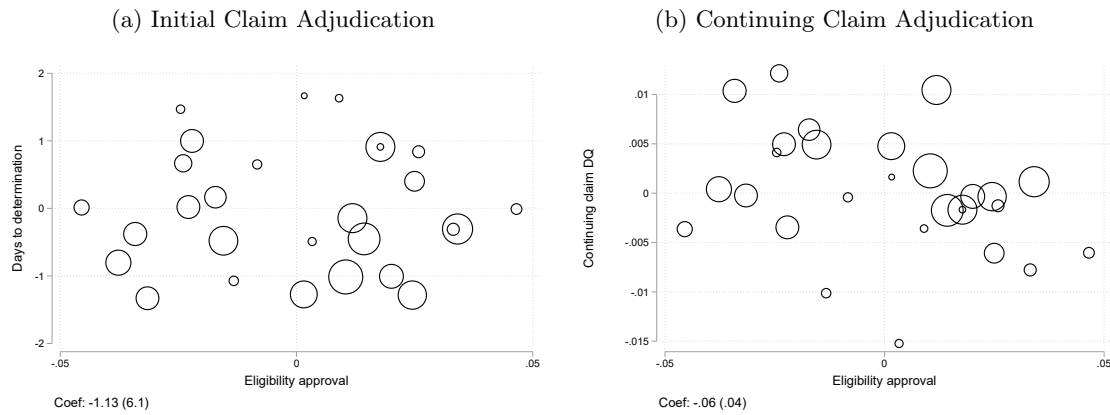 (a) Initial Claim Adjudication
2
1
0
-1
-2
Days to determination
-.05
0
.05
Eligibility approval
Coef: -1.13 (6.1)
(b) Continuing Claim Adjudication
.01
.005
0
-.005
-.01
-.015
Continuing claim DQ
-.05
0
.05
Eligibility approval
Coef: -.06 (.04)